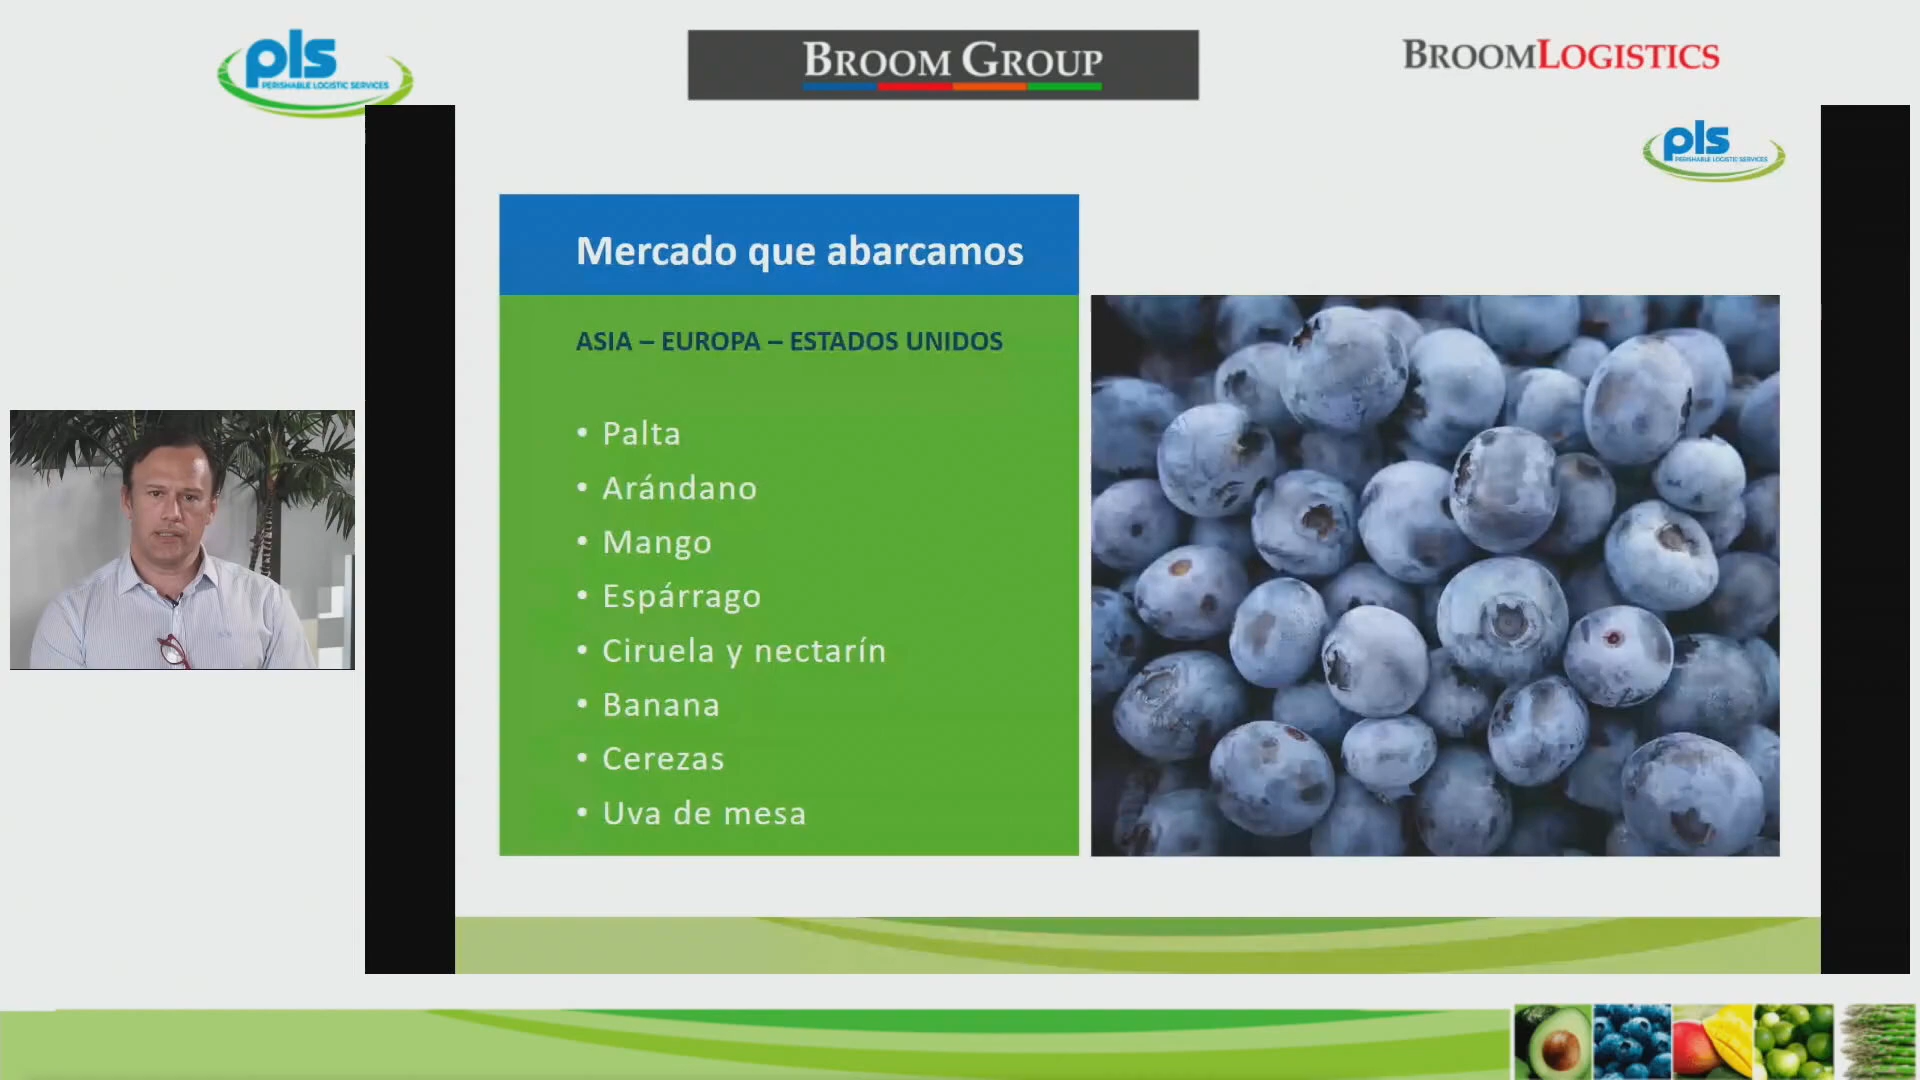 pls
PERISHABLE LOGISTIC SERVICES
BROOM GROUP
BROOMLOGISTICS
pls
PERISHABLE LOGISTIC SERVICES
Mercado que abarcamos
ASIA – EUROPA – ESTADOS UNIDOS
• Palta
• Arándano
• Mango
• Espárrago
• Ciruela y nectarín
• Banana
• Cerezas
• Uva de mesa